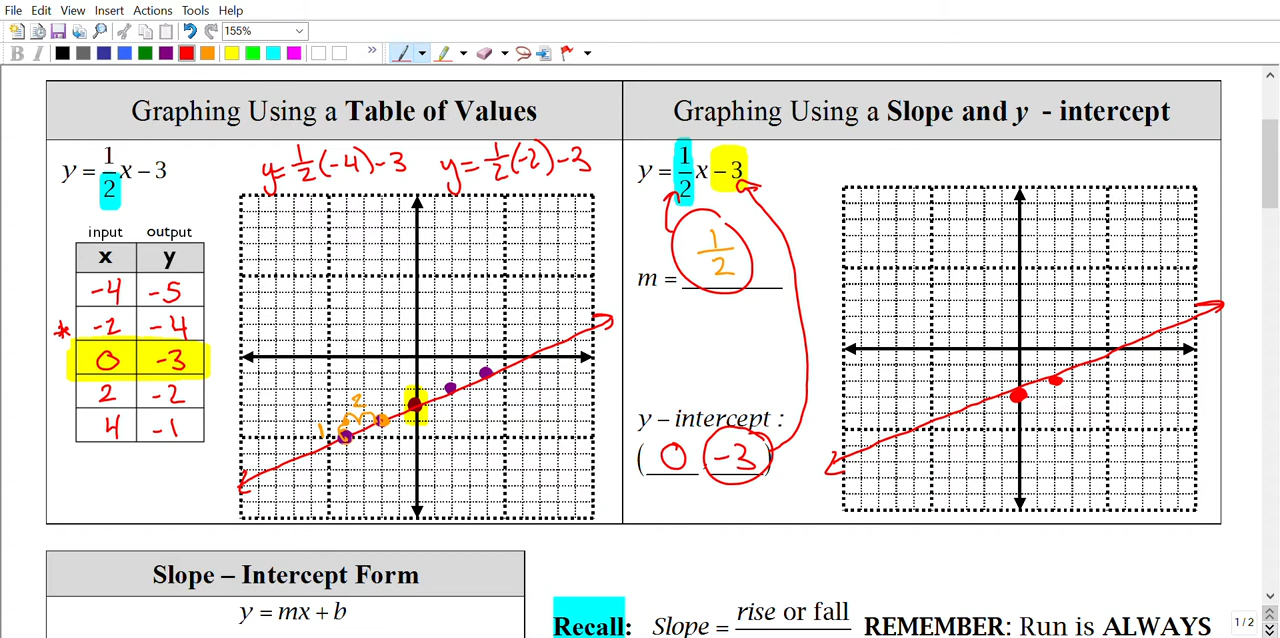 File Edit View Insert Actions Tools Help
155%
B I
Graphing Using a Table of Values
y = 1/2 x − 3
y = 1/2 (-4) - 3
y = 1/2 (-2) - 3
input output
x y
-4 -5
* -2 -4
0 -3
2 -2
4 -1
1 2
Graphing Using a Slope and y - intercept
y = 1/2 x − 3
m = 1/2
y − intercept :
( 0 , -3 )
Slope – Intercept Form
y = mx + b
Recall: Slope = rise or fall REMEMBER: Run is ALWAYS
1 / 2